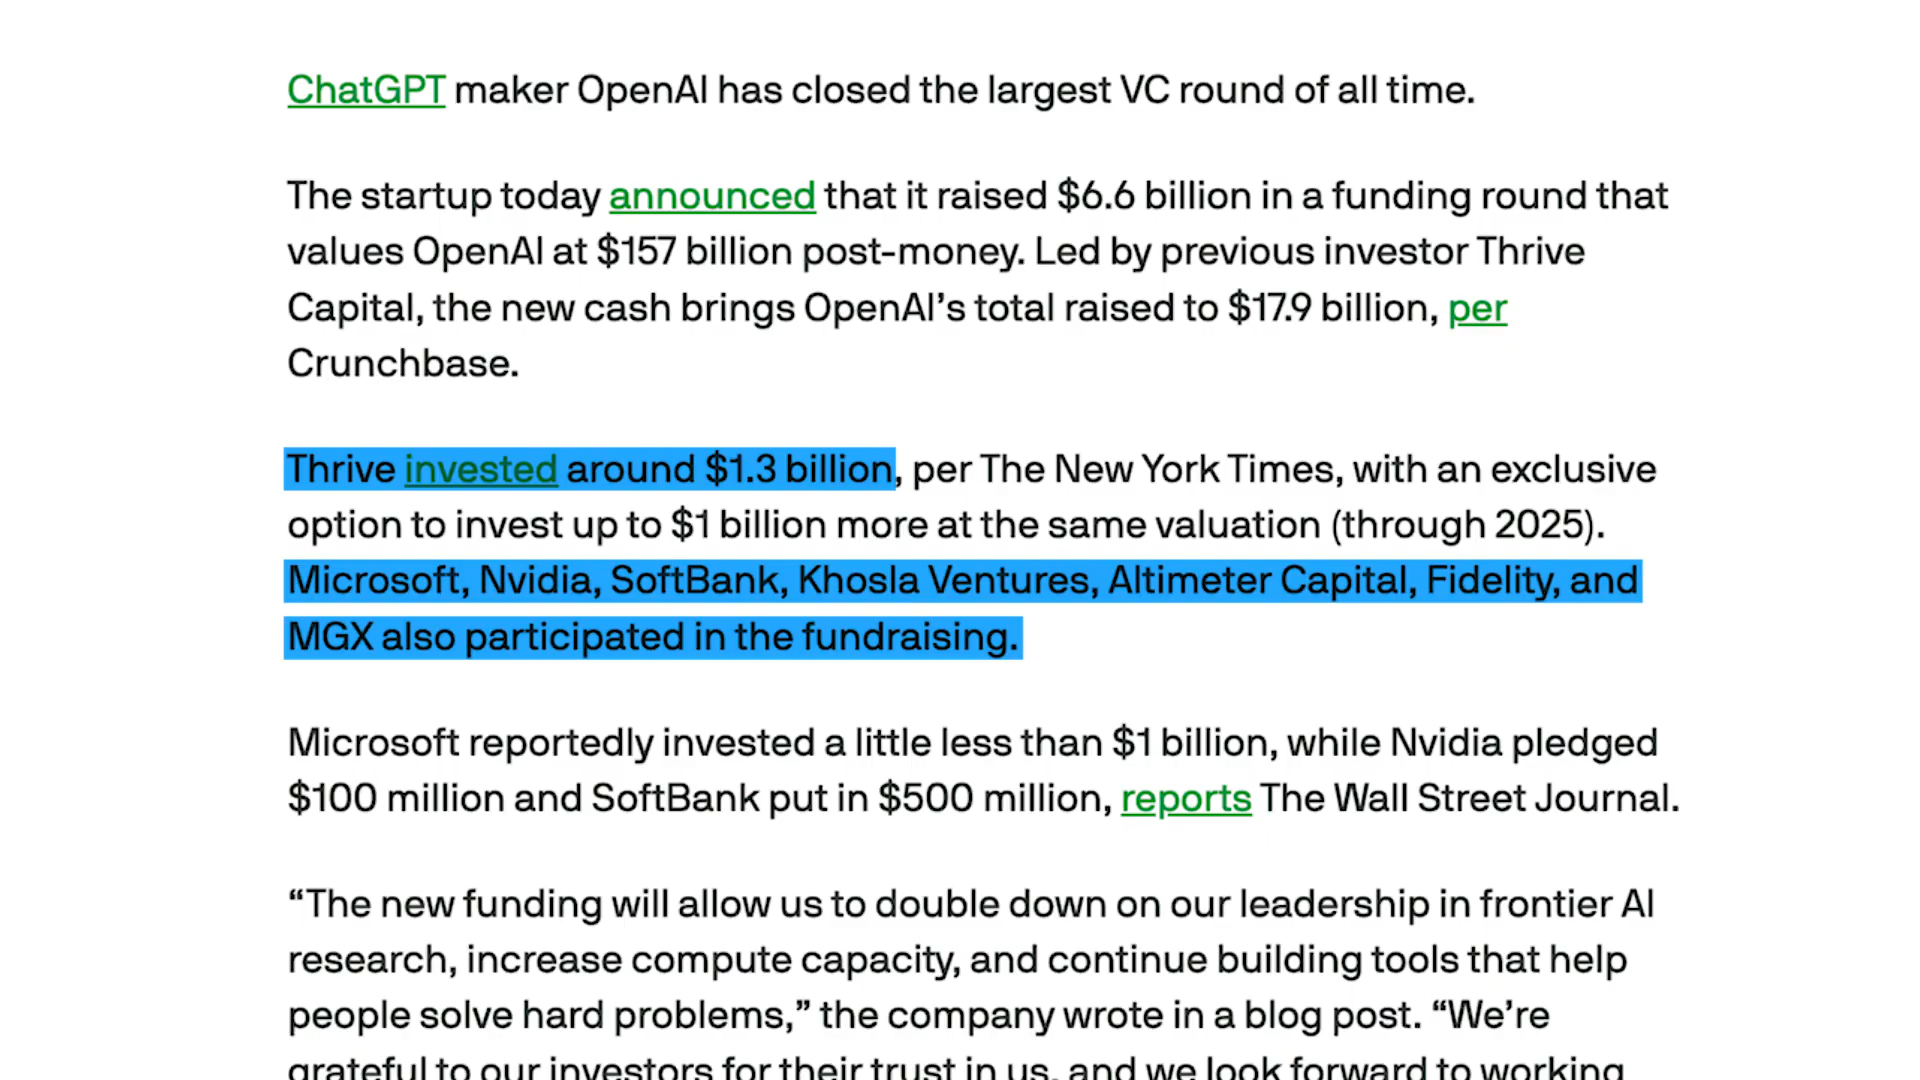 ChatGPT maker OpenAI has closed the largest VC round of all time.
The startup today announced that it raised $6.6 billion in a funding round that
values OpenAI at $157 billion post-money. Led by previous investor Thrive
Capital, the new cash brings OpenAI’s total raised to $17.9 billion, per
Crunchbase.
Thrive invested around $1.3 billion, per The New York Times, with an exclusive
option to invest up to $1 billion more at the same valuation (through 2025).
Microsoft, Nvidia, SoftBank, Khosla Ventures, Altimeter Capital, Fidelity, and
MGX also participated in the fundraising.
Microsoft reportedly invested a little less than $1 billion, while Nvidia pledged
$100 million and SoftBank put in $500 million, reports The Wall Street Journal.
“The new funding will allow us to double down on our leadership in frontier AI
research, increase compute capacity, and continue building tools that help
people solve hard problems,” the company wrote in a blog post. “We’re
grateful to our investors for their trust in us, and we look forward to working